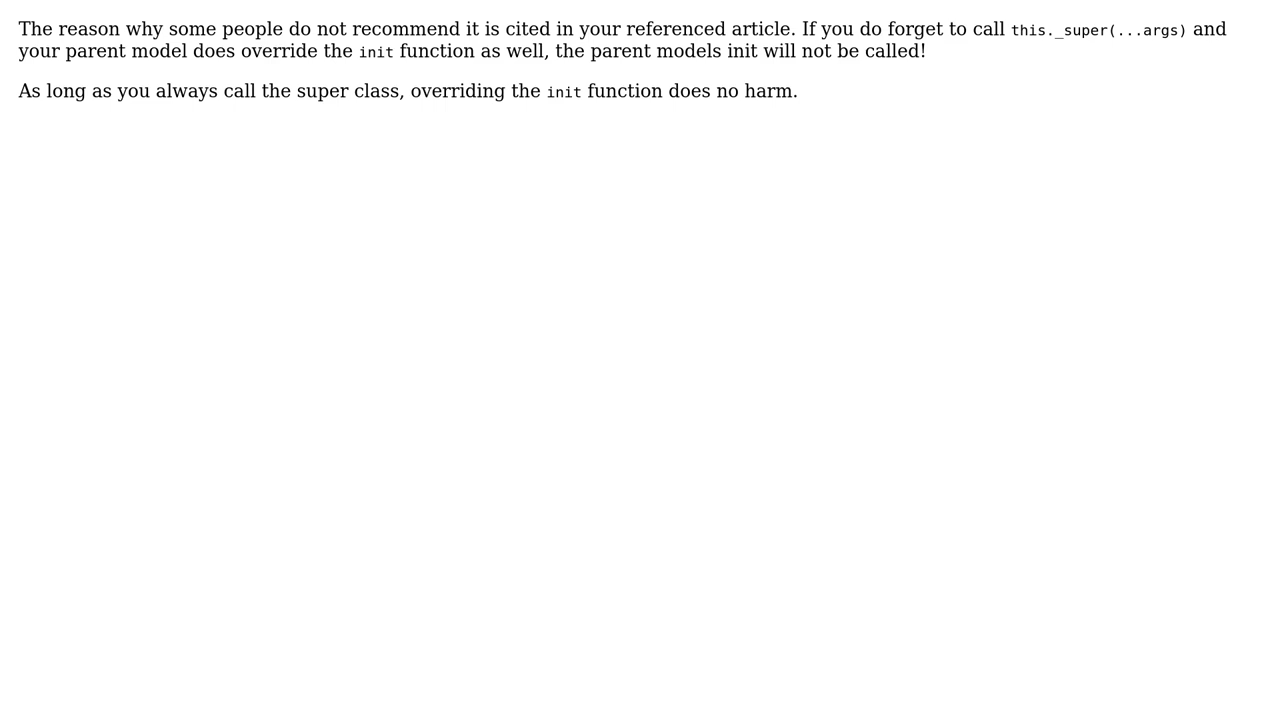 The reason why some people do not recommend it is cited in your referenced article. If you do forget to call this._super(...args) and
your parent model does override the init function as well, the parent models init will not be called!
As long as you always call the super class, overriding the init function does no harm.